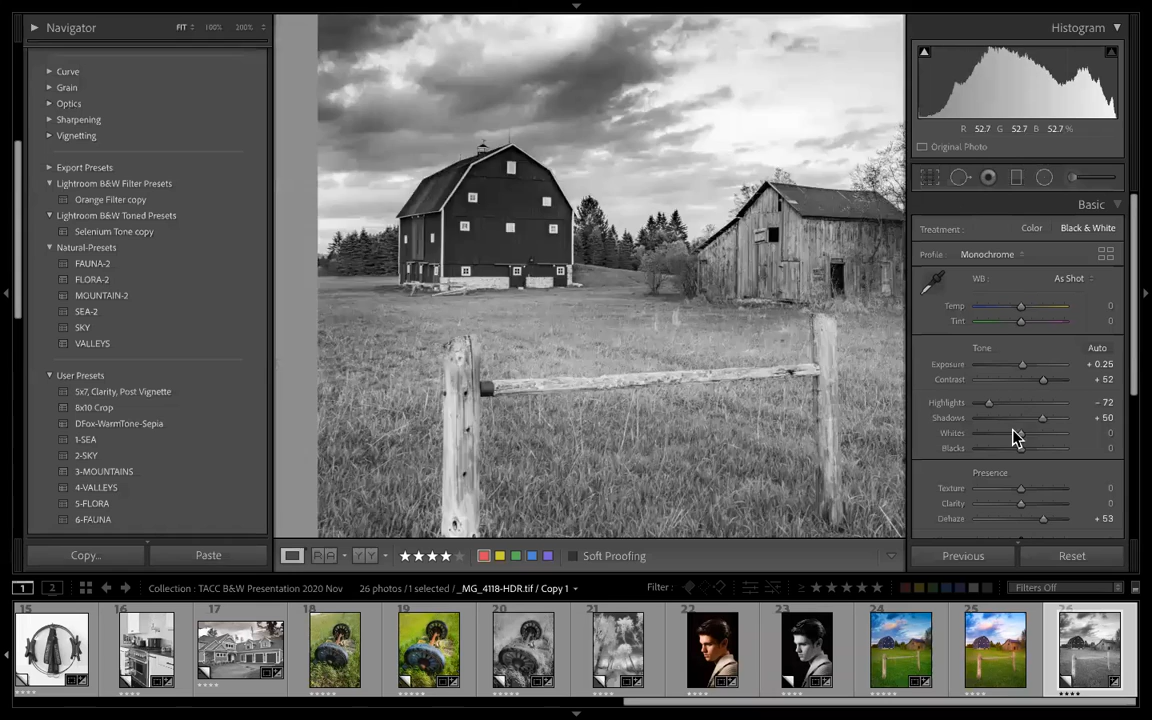 Navigator FIT 100% 200%
Curve
Grain
Optics
Sharpening
Vignetting
Export Presets
Lightroom B&W Filter Presets
Orange Filter copy
Lightroom B&W Toned Presets
Selenium Tone copy
Natural-Presets
FAUNA-2
FLORA-2
MOUNTAIN-2
SEA-2
SKY
VALLEYS
User Presets
5x7, Clarity, Post Vignette
8x10 Crop
DFox-WarmTone-Sepia
1-SEA
2-SKY
3-MOUNTAINS
4-VALLEYS
5-FLORA
6-FAUNA
Copy... Paste
Histogram
R 52.7 G 52.7 B 52.7 %
Original Photo
Basic
Treatment : Color Black & White
Profile Monochrome
WB : As Shot
Temp 0
Tint 0
Tone Auto
Exposure + 0.25
Contrast + 52
Highlights − 72
Shadows + 50
Whites 0
Blacks 0
Presence
Texture 0
Clarity 0
Dehaze + 53
R A Y Y ★★★★ Soft Proofing Previous Reset
1 2 Collection : TACC B&W Presentation 2020 Nov 26 photos / 1 selected / _MG_4118-HDR.tif / Copy 1 Filter : Filters Off
15 16 17 18 19 20 21 22 23 24 25 26